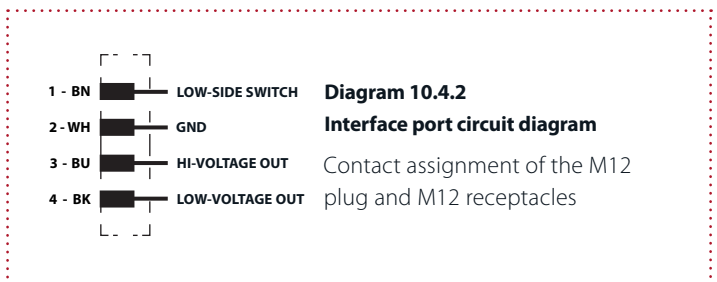 1 - BN LOW-SIDE SWITCH
2 - WH GND
3 - BU HI-VOLTAGE OUT
4 - BK LOW-VOLTAGE OUT
Diagram 10.4.2
Interface port circuit diagram
Contact assignment of the M12
plug and M12 receptacles